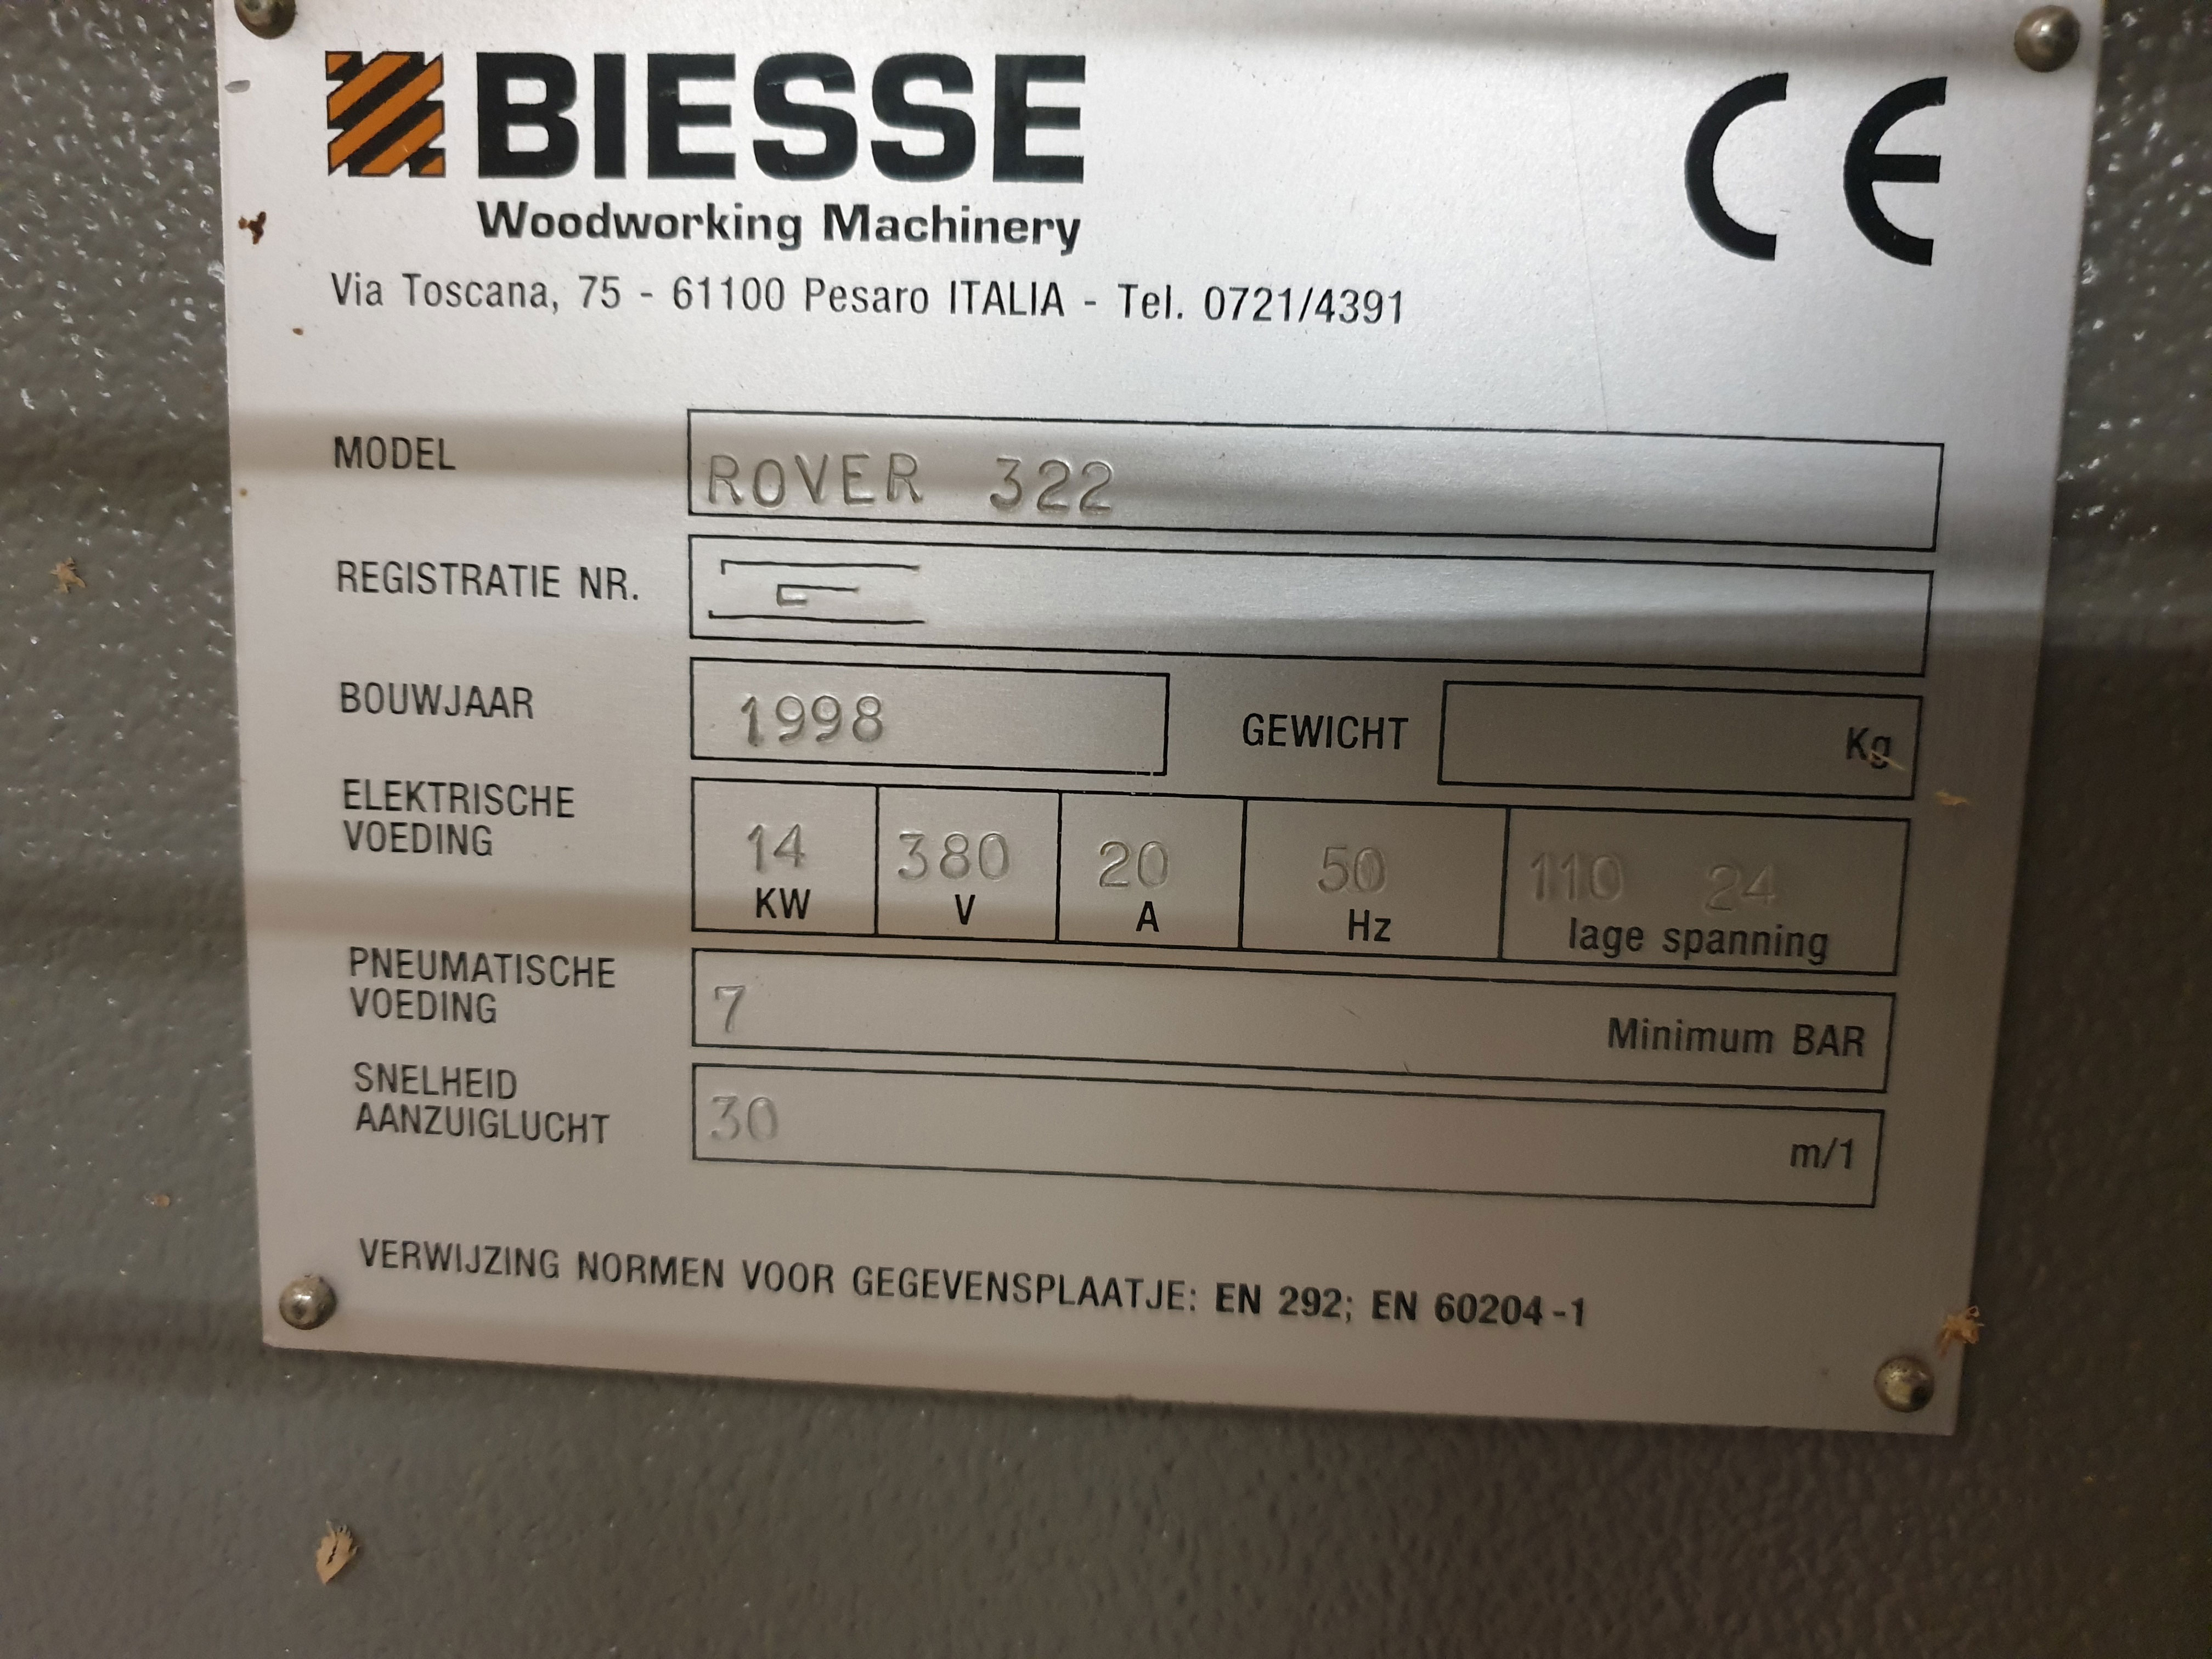 BIESSE
Woodworking Machinery
CE
Via Toscana, 75 - 61100 Pesaro ITALIA - Tel. 0721/4391
MODEL ROVER 322
REGISTRATIE NR.
BOUWJAAR 1998 GEWICHT Kg
ELEKTRISCHE
VOEDING
14 380 20 50 110 24
KW V A Hz lage spanning
PNEUMATISCHE
VOEDING
7 Minimum BAR
SNELHEID
AANZUIGLUCHT
30 m/1
VERWIJZING NORMEN VOOR GEGEVENSPLAATJE: EN 292; EN 60204-1